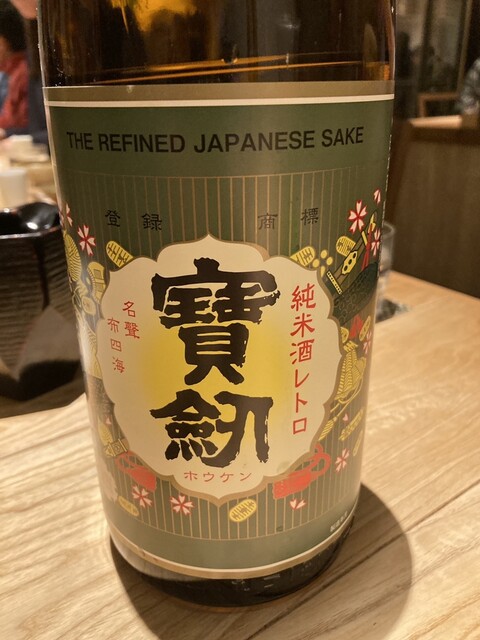 THE REFINED JAPANESE SAKE
登録 商標
純米酒レトロ
寶劔
名聲布四海
ホウケン